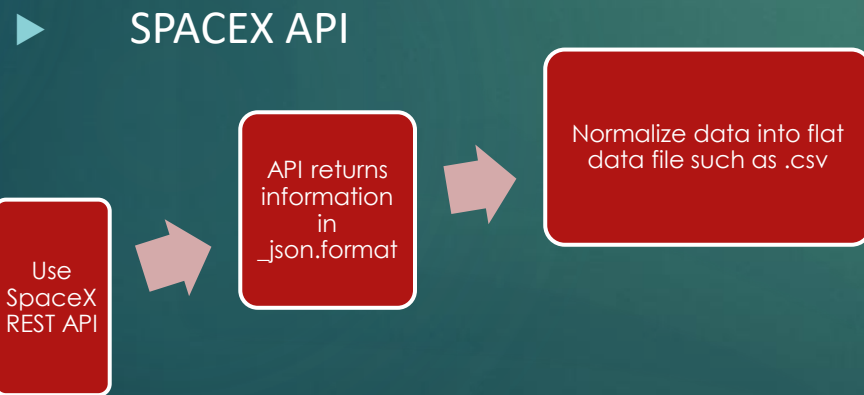 SPACEX API
Use
SpaceX
REST API
API returns
information
in
_json.format
Normalize data into flat
data file such as .csv